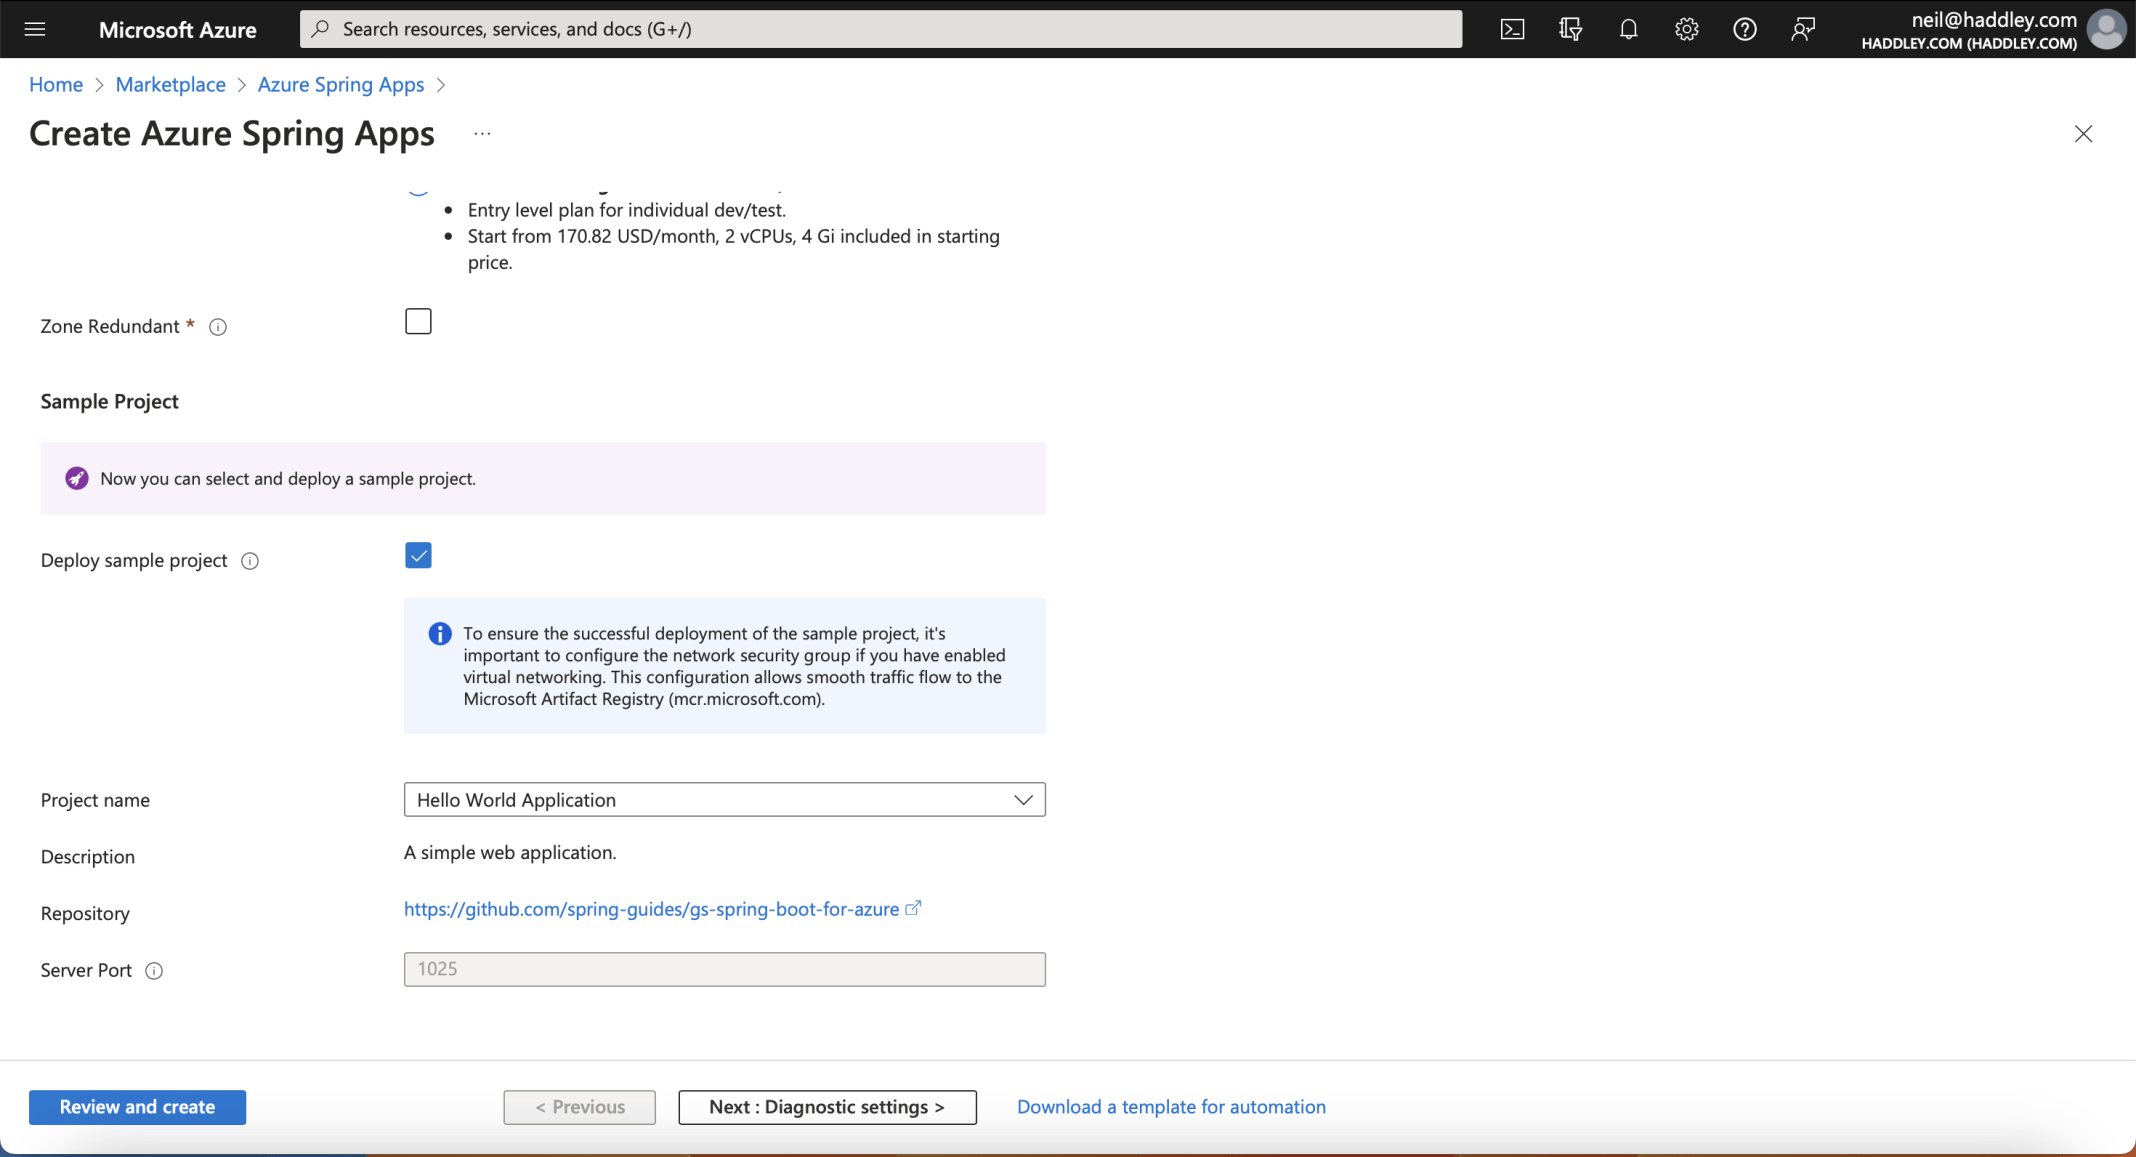 Microsoft Azure
Search resources, services, and docs (G+/)
neil@haddley.com
HADDLEY.COM (HADDLEY.COM)
Home > Marketplace > Azure Spring Apps >
Create Azure Spring Apps ...
• Entry level plan for individual dev/test.
• Start from 170.82 USD/month, 2 vCPUs, 4 Gi included in starting
price.
Zone Redundant *
Sample Project
Now you can select and deploy a sample project.
Deploy sample project
To ensure the successful deployment of the sample project, it's
important to configure the network security group if you have enabled
virtual networking. This configuration allows smooth traffic flow to the
Microsoft Artifact Registry (mcr.microsoft.com).
Project name
Hello World Application
Description
A simple web application.
Repository
https://github.com/spring-guides/gs-spring-boot-for-azure
Server Port
1025
Review and create
< Previous
Next : Diagnostic settings >
Download a template for automation